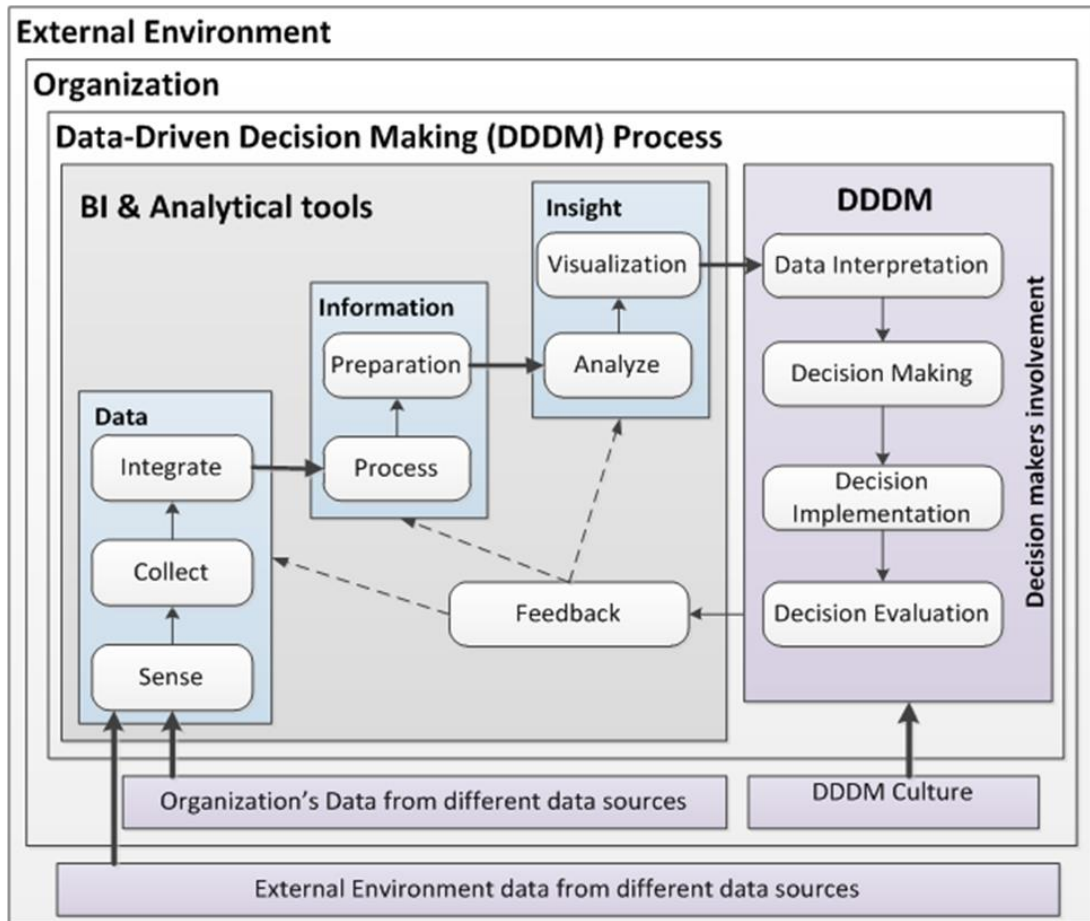 External Environment
Organization
Data-Driven Decision Making (DDDM) Process
BI & Analytical tools
Data
Integrate
Collect
Sense
Information
Preparation
Process
Insight
Visualization
Analyze
Feedback
DDDM
Data Interpretation
Decision Making
Decision
Implementation
Decision Evaluation
Decision makers involvement
Organization's Data from different data sources
DDDM Culture
External Environment data from different data sources